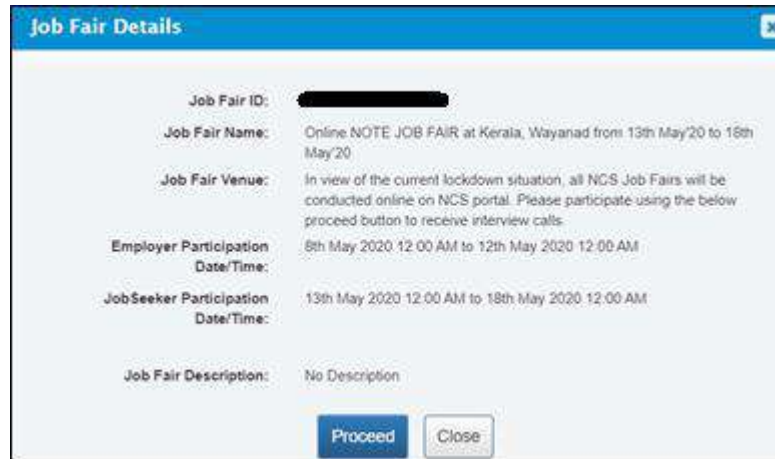 Job Fair Details
Job Fair ID:
Job Fair Name: Online NOTE JOB FAIR at Kerala, Wayanad from 13th May'20 to 18th
May'20
Job Fair Venue: In view of the current lockdown situation, all NCS Job Fairs will be
conducted online on NCS portal. Please participate using the below
proceed button to receive interview calls.
Employer Participation 8th May 2020 12:00 AM to 12th May 2020 12:00 AM
Date/Time:
JobSeeker Participation 13th May 2020 12:00 AM to 18th May 2020 12:00 AM
Date/Time:
Job Fair Description: No Description
Proceed Close